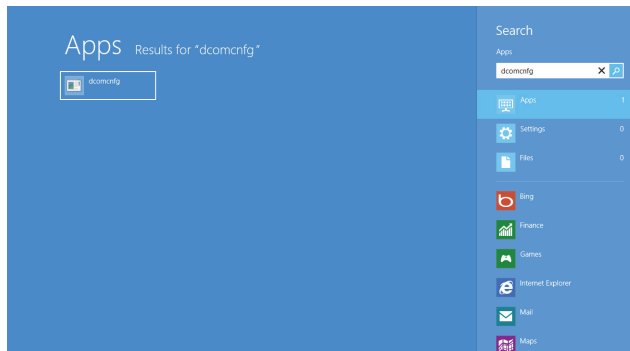 Apps Results for "dcomcnfg"
dcomcnfg
Search
Apps
dcomcnfg
Apps 1
Settings 0
Files 0
Bing
Finance
Games
Internet Explorer
Mail
Maps